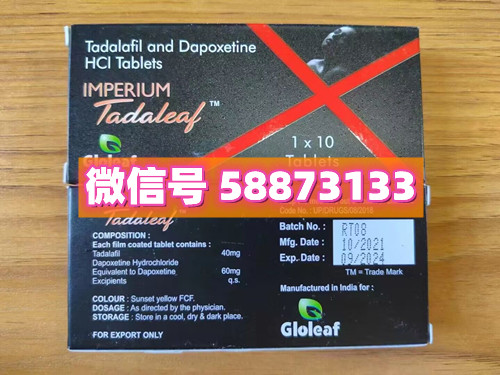 Tadalafil and Dapoxetine
HCl Tablets
IMPERIUM
Tadaleaf™
Gloleaf
1 x 10
Tablets
微信号 58873133
Tadaleaf
COMPOSITION :
Each film coated tablet contains :
Tadalafil 40mg
Dapoxetine Hydrochloride
Equivalent to Dapoxetine 60mg
Excipients q.s.
COLOUR : Sunset yellow FCF.
DOSAGE : As directed by the physician.
STORAGE : Store in a cool, dry & dark place.
FOR EXPORT ONLY
Batch No. : RT08
Mfg. Date : 10/2021
Exp. Date : 09/2024
TM = Trade Mark
Manufactured in India for :
Gloleaf